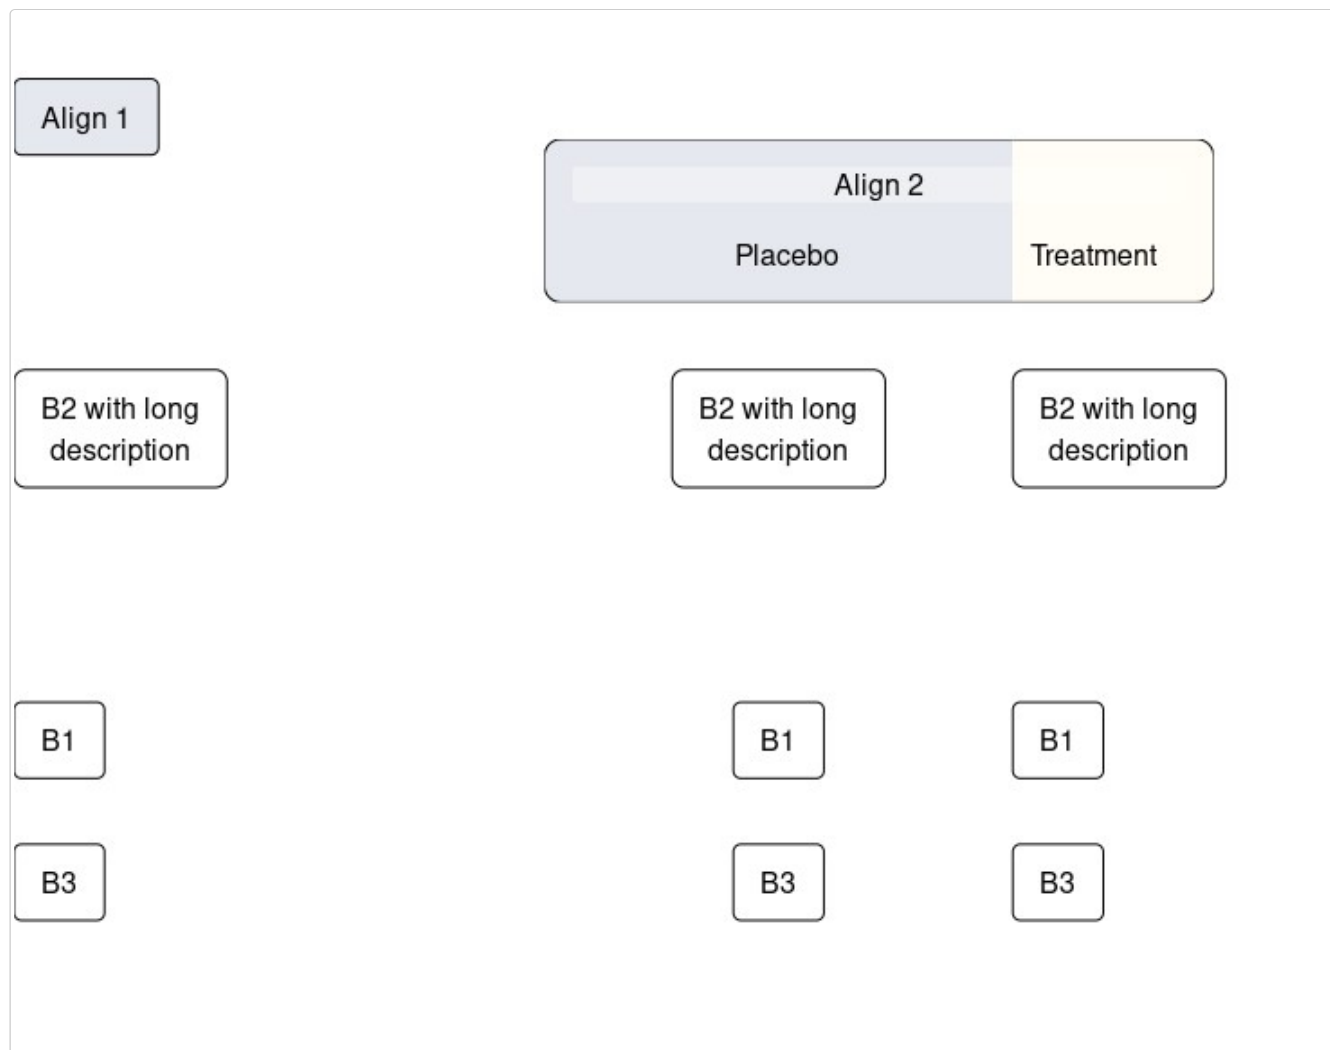 Align 1
Align 2
Placebo Treatment
B2 with long
description
B2 with long
description
B2 with long
description
B1 B1 B1
B3 B3 B3